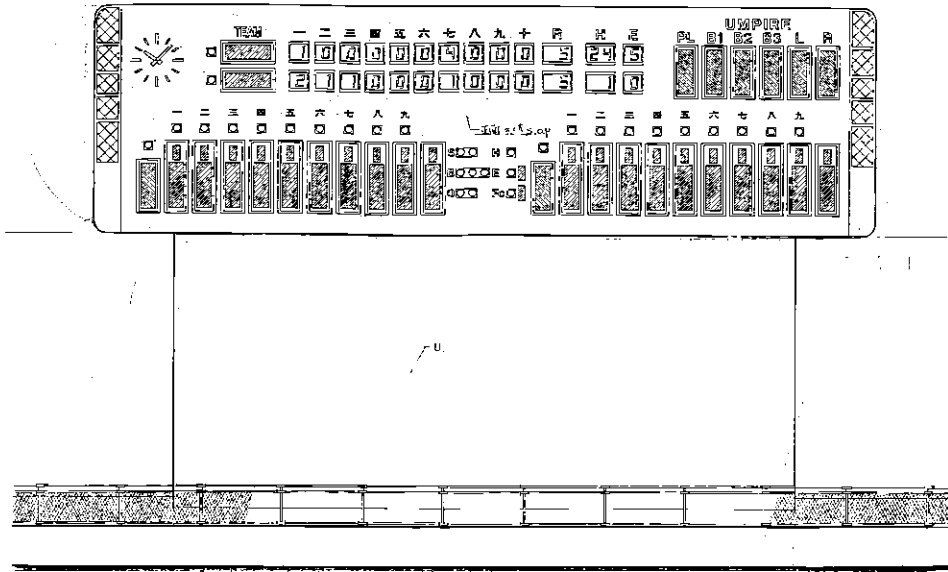 UMPIRE
TEAM 一 二 三 四 五 六 七 八 九 十 R H E PL B1 B2 B3 L R
1 0 0 0 0 0 4 0 0 0 5 24 5
2 1 1 0 0 0 1 0 0 0 5 1 0
一 二 三 四 五 六 七 八 九 一 二 三 四 五 六 七 八 九
S H
B E
O Fc